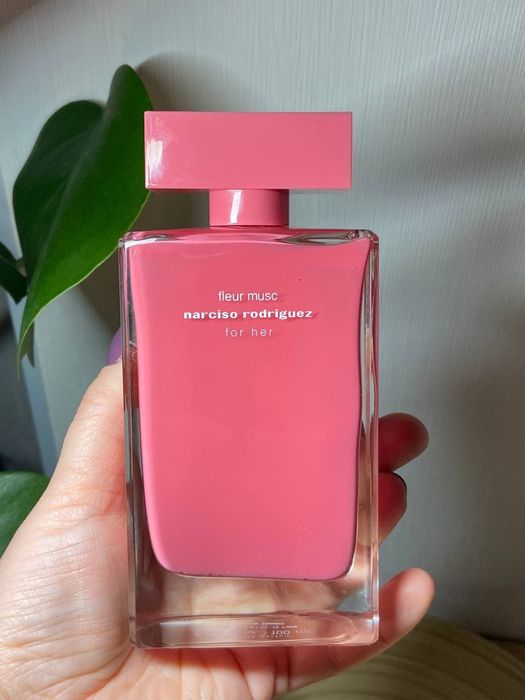 fleur musc
narciso rodriguez
for her